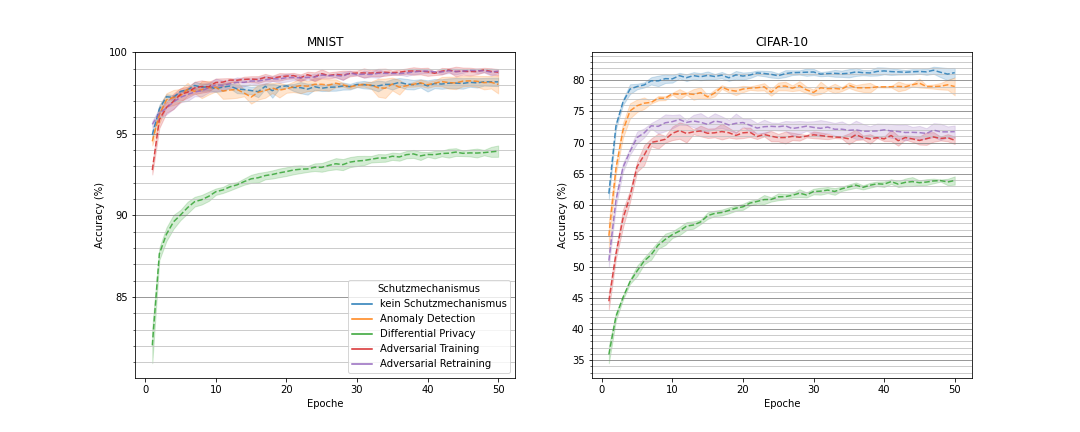 MNIST
100
95
90
85
Accuracy (%)
0
10
20
30
40
50
Epoche
Schutzmechanismus
kein Schutzmechanismus
Anomaly Detection
Differential Privacy
Adversarial Training
Adversarial Retraining
CIFAR-10
80
75
70
65
60
55
50
45
40
35
Accuracy (%)
0
10
20
30
40
50
Epoche